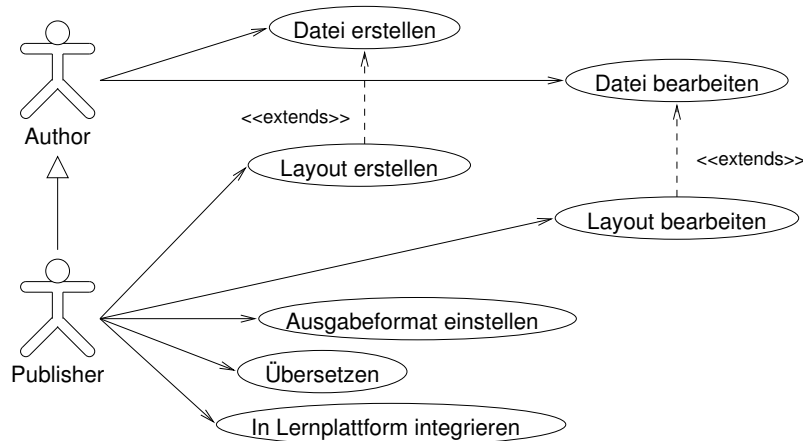 Datei erstellen
Datei bearbeiten
<<extends>>
Author
Layout erstellen
<<extends>>
Layout bearbeiten
Ausgabeformat einstellen
Publisher
Übersetzen
In Lernplattform integrieren